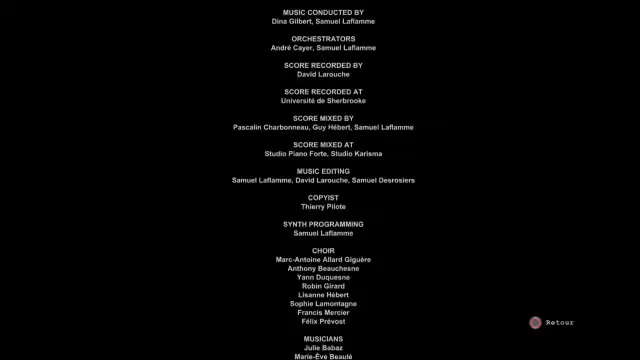 MUSIC CONDUCTED BY
Dina Gilbert, Samuel Laflamme
ORCHESTRATORS
André Cayer, Samuel Laflamme
SCORE RECORDED BY
David Larouche
SCORE RECORDED AT
Université de Sherbrooke
SCORE MIXED BY
Pascalin Charbonneau, Guy Hébert, Samuel Laflamme
SCORE MIXED AT
Studio Piano Forte, Studio Karisma
MUSIC EDITING
Samuel Laflamme, David Larouche, Samuel Desrosiers
COPYIST
Thierry Pilote
SYNTH PROGRAMMING
Samuel Laflamme
CHOIR
Marc-Antoine Allard Giguère
Anthony Beauchesne
Yann Duquesne
Robin Girard
Lisanne Hébert
Sophie Lamontagne
Francis Mercier
Félix Prévost
Retour
MUSICIANS
Julie Babaz
Marie-Ève Beaulé